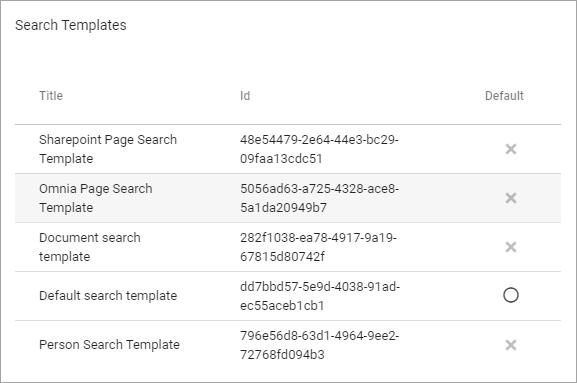 Search Templates
Title Id Default
Sharepoint Page Search 48e54479-2e64-44e3-bc29-
Template 09faa13cdc51
Omnia Page Search 5056ad63-a725-4328-ace8-
Template 5a1da20949b7
Document search 282f1038-ea78-4917-9a19-
template 67815d80742f
Default search template dd7bbd57-5e9d-4038-91ad-
ec55aceb1cb1
Person Search Template 796e56d8-63d1-4964-9ee2-
72768fd094b3